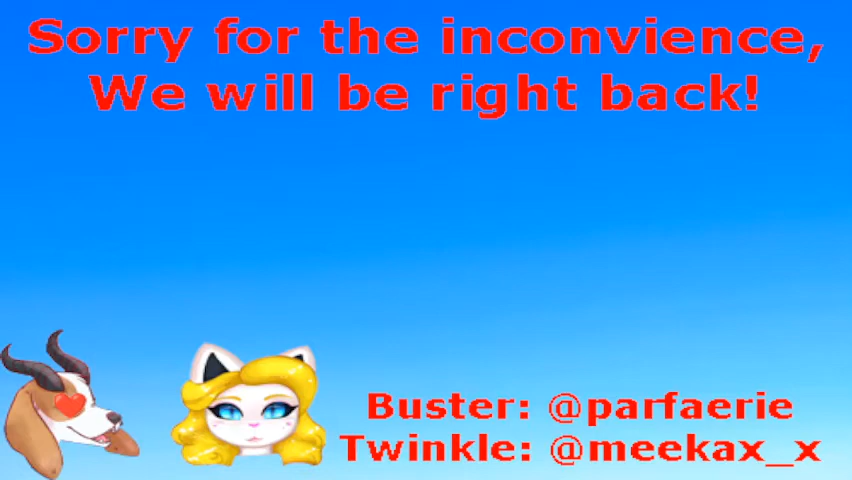 Sorry for the inconvience,
We will be right back!
Buster: @parfaerie
Twinkle: @meekax_x